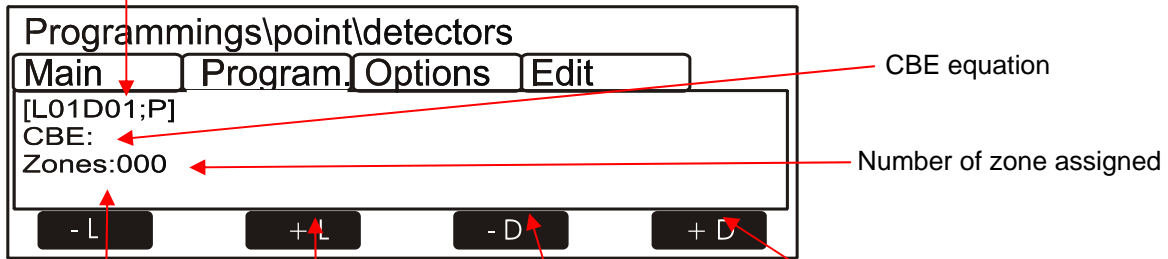 Programmings\point\detectors
Main Program. Options Edit
CBE equation
[L01D01;P]
CBE:
Zones:000
Number of zone assigned
- L + L - D + D